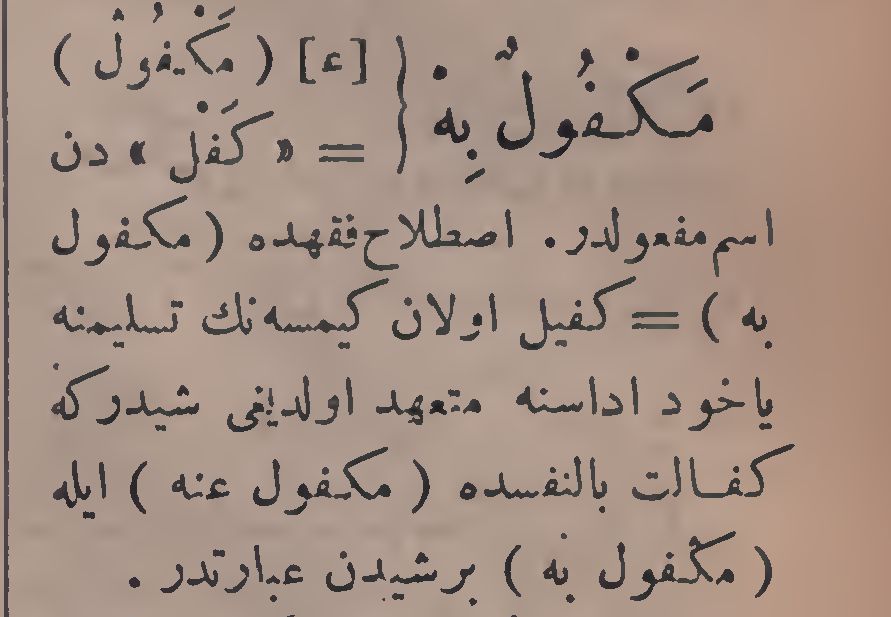 مَكْفُولٌ بِهْ { [ء] ( مَكْفُولْ )
= « كَفْل » دن
اسم مفعولدر. اصطلاح فقهده ( مكفول
به ) = كفيل اولان كيمسه نك تسليمنه
ياخود اداسنه متعهد اولديغى شيدركه
كفالت بالنفسده ( مكفول عنه ) ايله
( مكفول به ) برشيدن عبارتدر .